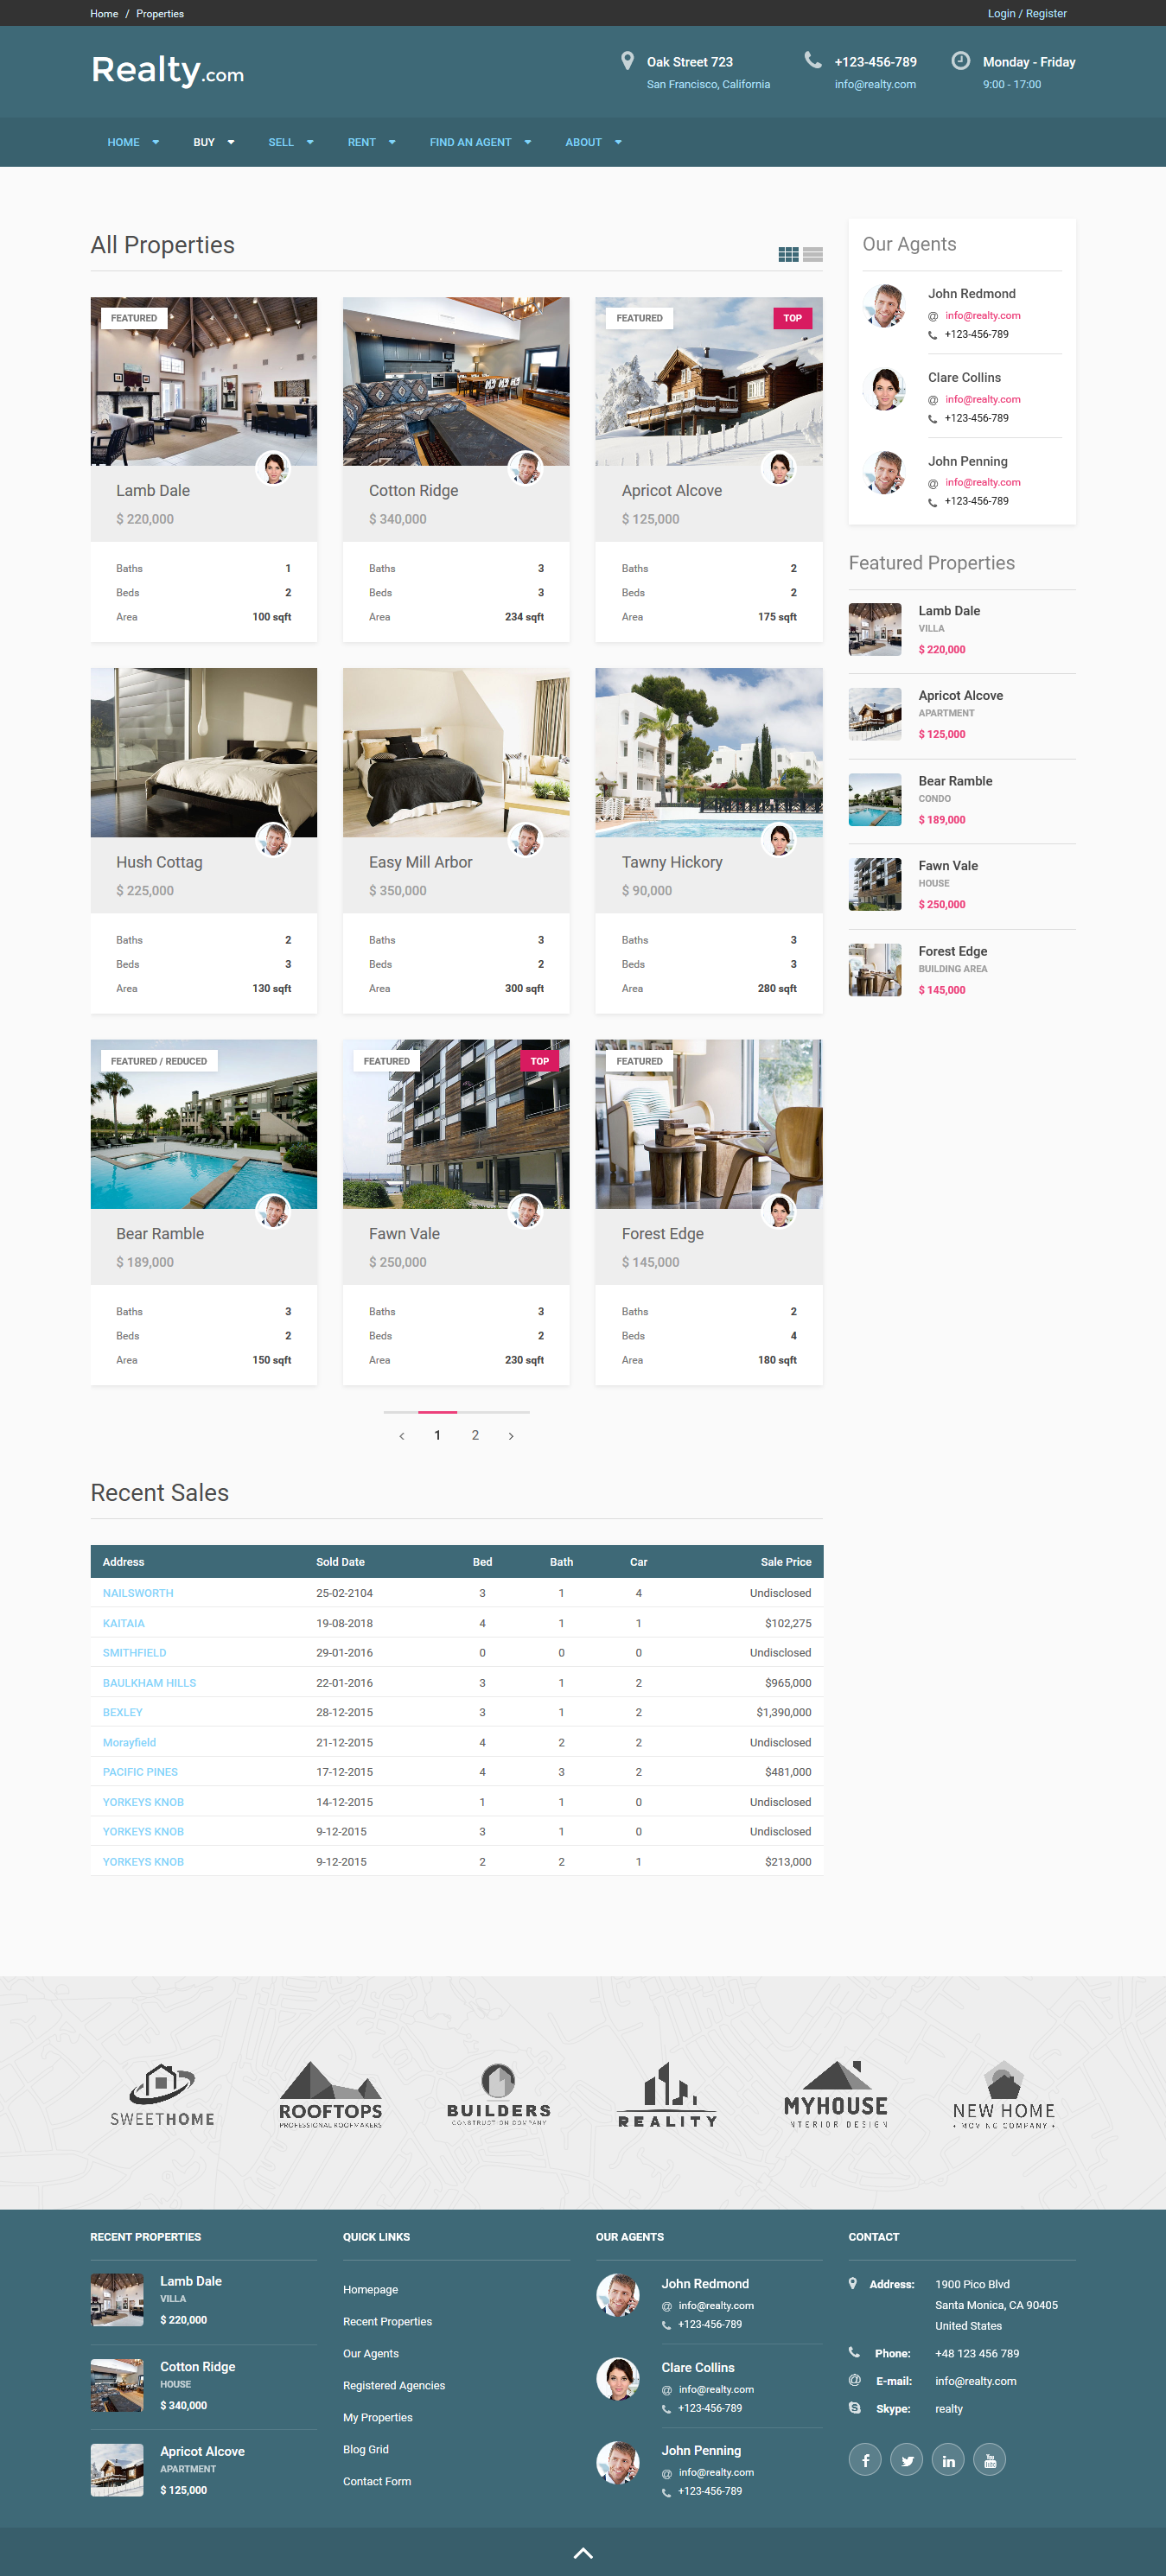 Home / Properties
Login / Register
Realty.com
Oak Street 723
San Francisco, California
+123-456-789
info@realty.com
Monday - Friday
9:00 - 17:00
HOME BUY SELL RENT FIND AN AGENT ABOUT
All Properties
FEATURED
Lamb Dale
$ 220,000
Baths 1
Beds 2
Area 100 sqft
Cotton Ridge
$ 340,000
Baths 3
Beds 3
Area 234 sqft
FEATURED TOP
Apricot Alcove
$ 125,000
Baths 2
Beds 2
Area 175 sqft
Hush Cottag
$ 225,000
Baths 2
Beds 3
Area 130 sqft
Easy Mill Arbor
$ 350,000
Baths 3
Beds 2
Area 300 sqft
Tawny Hickory
$ 90,000
Baths 3
Beds 3
Area 280 sqft
FEATURED / REDUCED
Bear Ramble
$ 189,000
Baths 3
Beds 2
Area 150 sqft
FEATURED TOP
Fawn Vale
$ 250,000
Baths 3
Beds 2
Area 230 sqft
FEATURED
Forest Edge
$ 145,000
Baths 2
Beds 4
Area 180 sqft
‹ 1 2 ›
Our Agents
John Redmond
@ info@realty.com
+123-456-789
Clare Collins
@ info@realty.com
+123-456-789
John Penning
@ info@realty.com
+123-456-789
Featured Properties
Lamb Dale
VILLA
$ 220,000
Apricot Alcove
APARTMENT
$ 125,000
Bear Ramble
CONDO
$ 189,000
Fawn Vale
HOUSE
$ 250,000
Forest Edge
BUILDING AREA
$ 145,000
Recent Sales
Address Sold Date Bed Bath Car Sale Price
NAILSWORTH 25-02-2104 3 1 4 Undisclosed
KAITAIA 19-08-2018 4 1 1 $102,275
SMITHFIELD 29-01-2016 0 0 0 Undisclosed
BAULKHAM HILLS 22-01-2016 3 1 2 $965,000
BEXLEY 28-12-2015 3 1 2 $1,390,000
Morayfield 21-12-2015 4 2 2 Undisclosed
PACIFIC PINES 17-12-2015 4 3 2 $481,000
YORKEYS KNOB 14-12-2015 1 1 0 Undisclosed
YORKEYS KNOB 9-12-2015 3 1 0 Undisclosed
YORKEYS KNOB 9-12-2015 2 2 1 $213,000
SWEETHOME
ROOFTOPS
PROFESSIONAL ROOFMAKERS
BUILDERS
CONSTRUCTION COMPANY
REALITY
MYHOUSE
INTERIOR DESIGN
NEW HOME
• MOVING COMPANY •
RECENT PROPERTIES
Lamb Dale
VILLA
$ 220,000
Cotton Ridge
HOUSE
$ 340,000
Apricot Alcove
APARTMENT
$ 125,000
QUICK LINKS
Homepage
Recent Properties
Our Agents
Registered Agencies
My Properties
Blog Grid
Contact Form
OUR AGENTS
John Redmond
@ info@realty.com
+123-456-789
Clare Collins
@ info@realty.com
+123-456-789
John Penning
@ info@realty.com
+123-456-789
CONTACT
Address: 1900 Pico Blvd
Santa Monica, CA 90405
United States
Phone: +48 123 456 789
@ E-mail: info@realty.com
Skype: realty